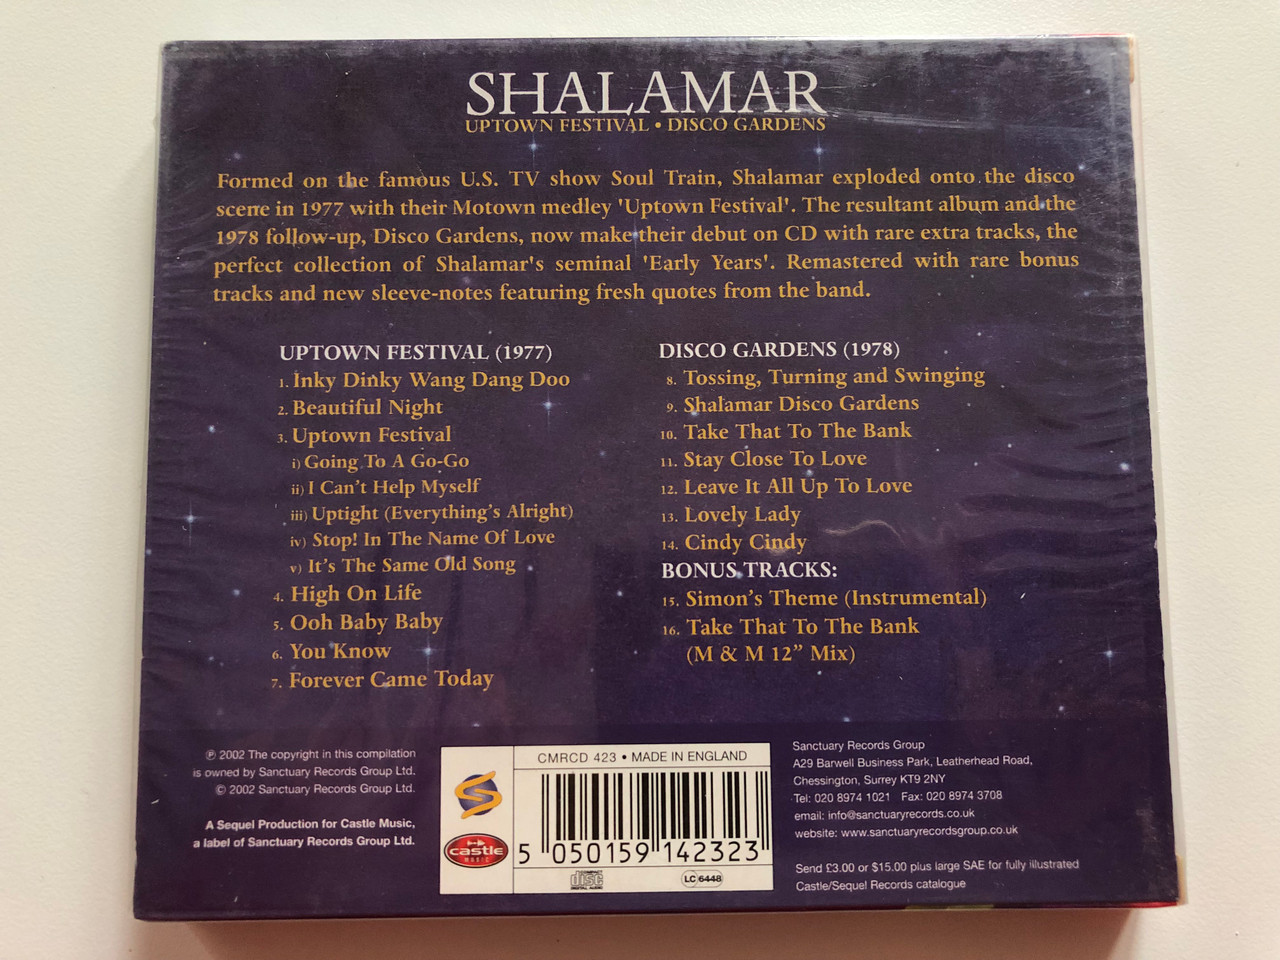 SHALAMAR
UPTOWN FESTIVAL • DISCO GARDENS
Formed on the famous U.S. TV show Soul Train, Shalamar exploded onto the disco
scene in 1977 with their Motown medley 'Uptown Festival'. The resultant album and the
1978 follow-up, Disco Gardens, now make their debut on CD with rare extra tracks, the
perfect collection of Shalamar's seminal 'Early Years'. Remastered with rare bonus
tracks and new sleeve-notes featuring fresh quotes from the band.
UPTOWN FESTIVAL (1977)
1. Inky Dinky Wang Dang Doo
2. Beautiful Night
3. Uptown Festival
i) Going To A Go-Go
ii) I Can't Help Myself
iii) Uptight (Everything's Alright)
iv) Stop! In The Name Of Love
v) It's The Same Old Song
4. High On Life
5. Ooh Baby Baby
6. You Know
7. Forever Came Today
DISCO GARDENS (1978)
8. Tossing, Turning and Swinging
9. Shalamar Disco Gardens
10. Take That To The Bank
11. Stay Close To Love
12. Leave It All Up To Love
13. Lovely Lady
14. Cindy Cindy
BONUS TRACKS:
15. Simon's Theme (Instrumental)
16. Take That To The Bank
(M & M 12” Mix)
℗ 2002 The copyright in this compilation
is owned by Sanctuary Records Group Ltd.
© 2002 Sanctuary Records Group Ltd.
A Sequel Production for Castle Music,
a label of Sanctuary Records Group Ltd.
CMRCD 423 • MADE IN ENGLAND
castle
MUSIC
5 050159 142323
disc
DIGITAL AUDIO
LC 6448
Sanctuary Records Group
A29 Barwell Business Park, Leatherhead Road,
Chessington, Surrey KT9 2NY
Tel: 020 8974 1021 Fax: 020 8974 3708
email: info@sanctuaryrecords.co.uk
website: www.sanctuaryrecordsgroup.co.uk
Send £3.00 or $15.00 plus large SAE for fully illustrated
Castle/Sequel Records catalogue